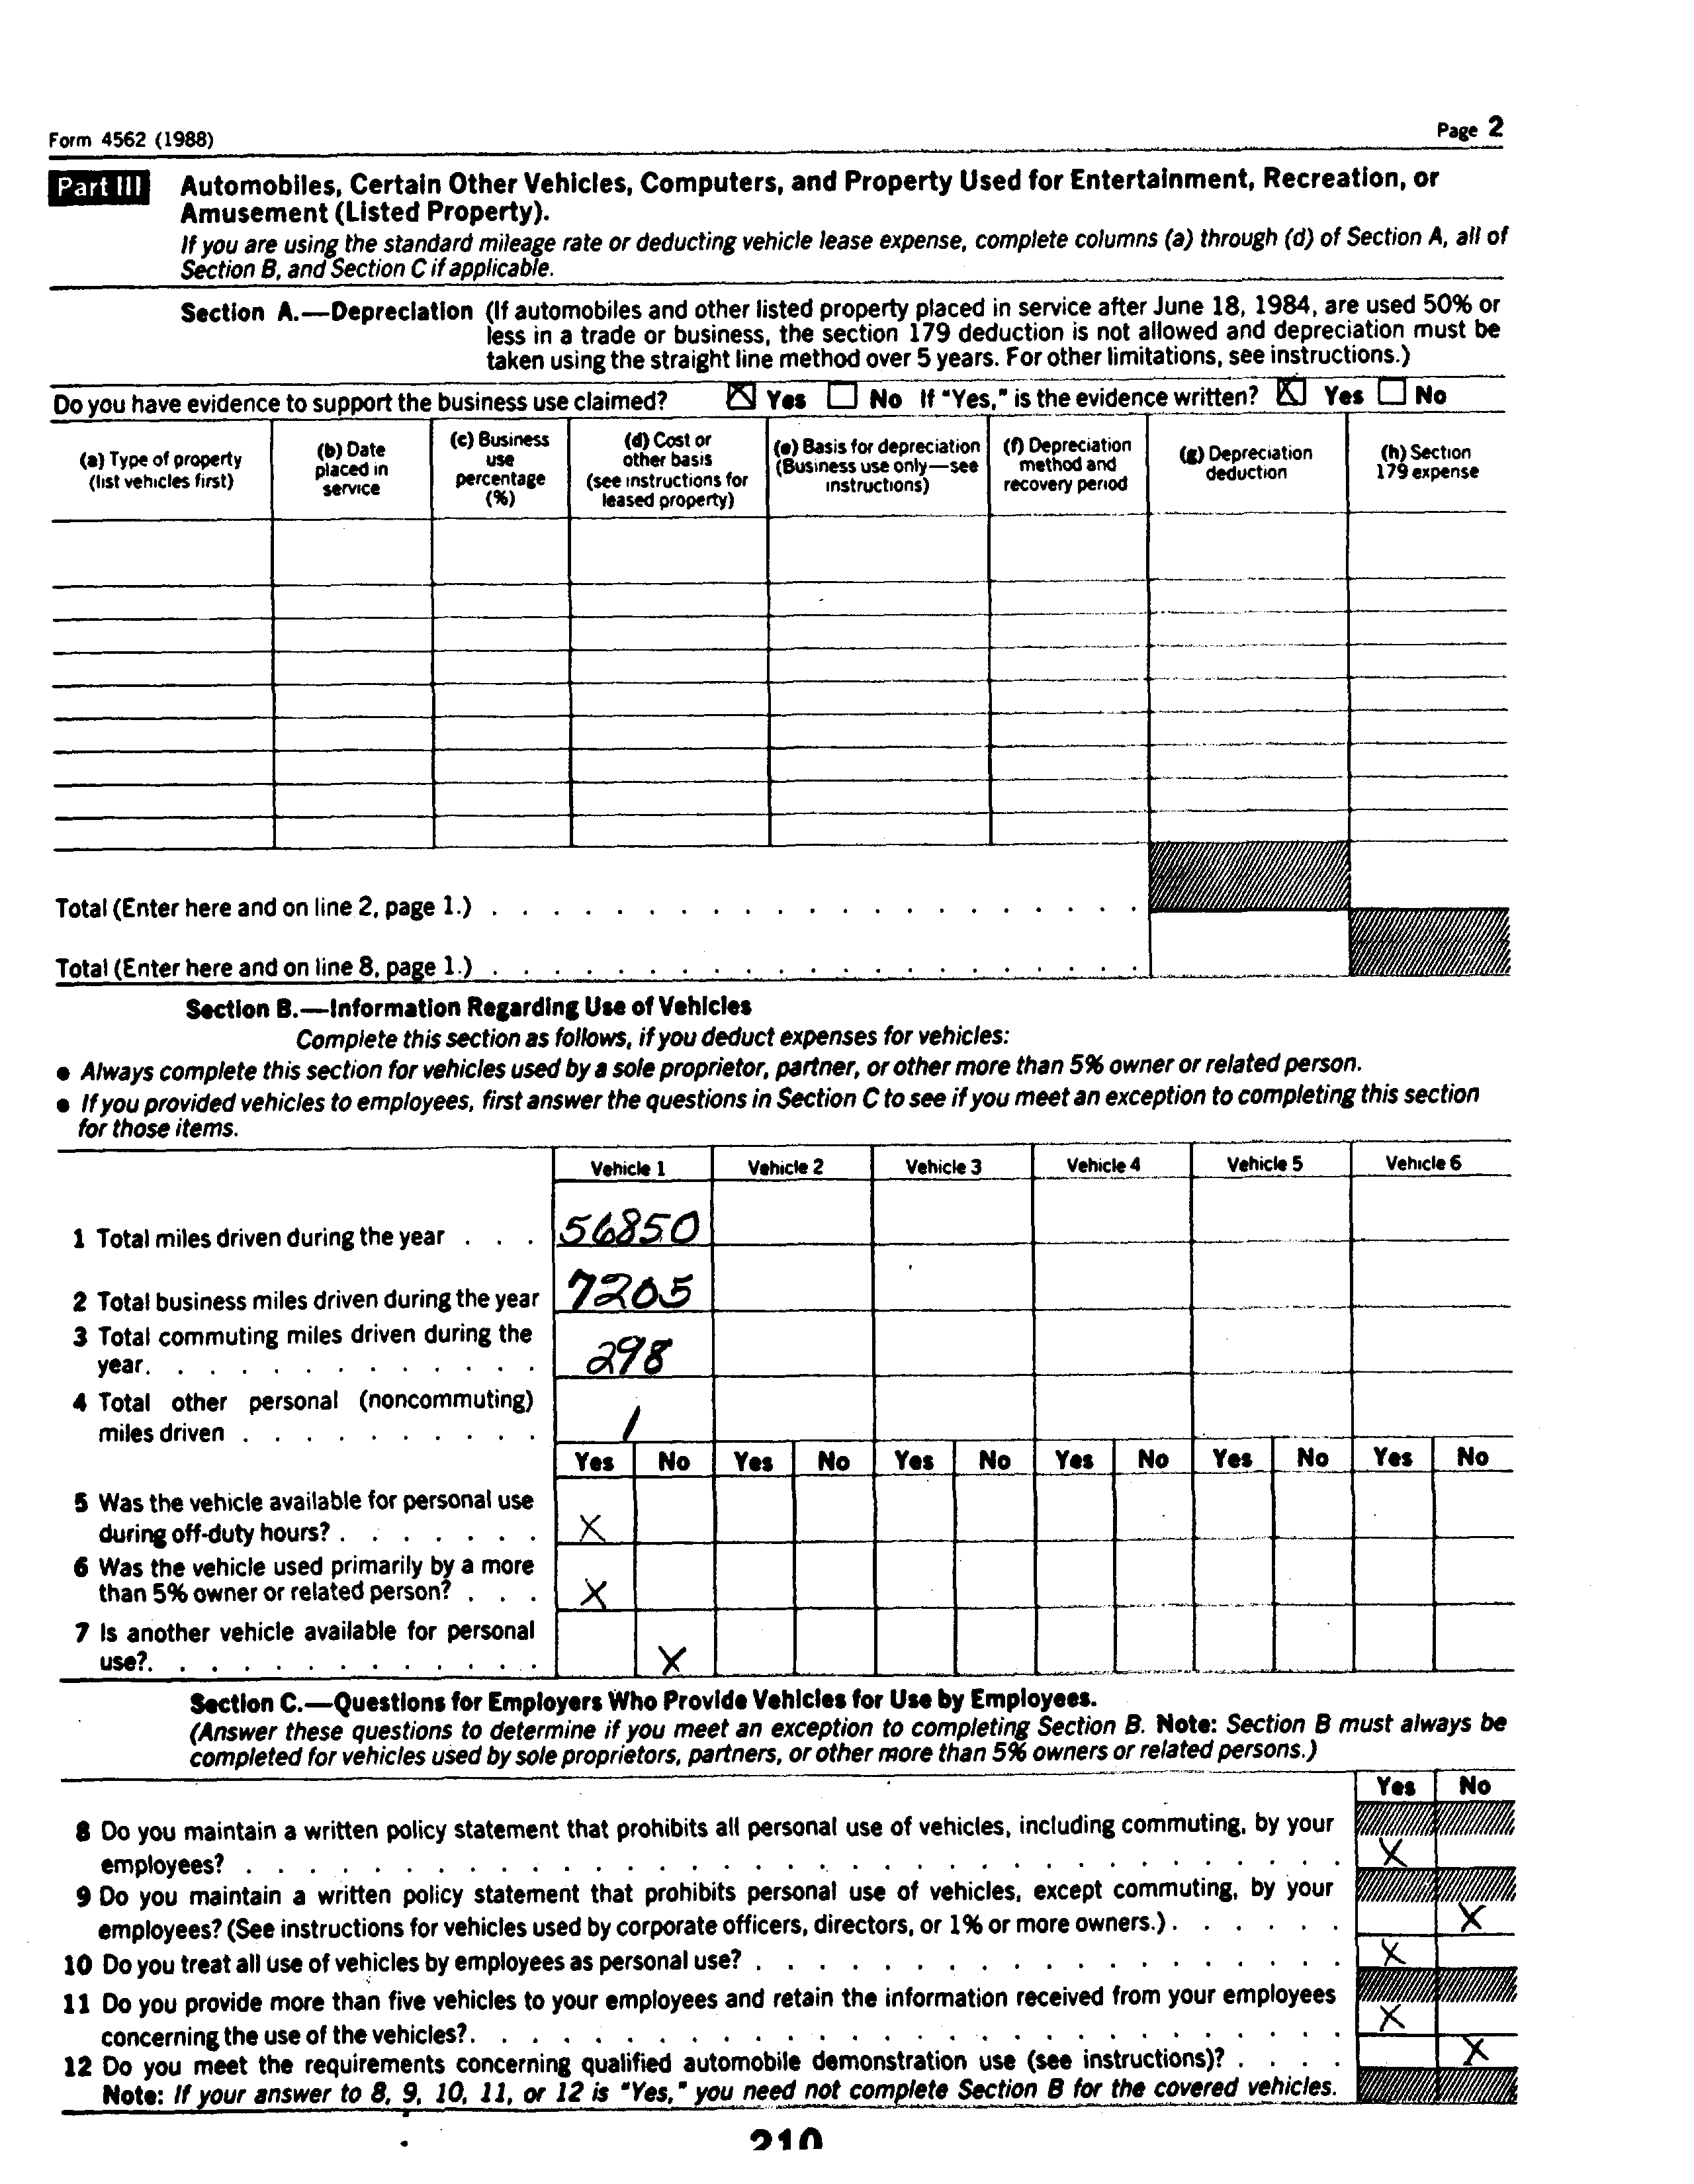 Form 4562 (1988)
Page 2
Part III Automobiles, Certain Other Vehicles, Computers, and Property Used for Entertainment, Recreation, or
Amusement (Listed Property).
If you are using the standard mileage rate or deducting vehicle lease expense, complete columns (a) through (d) of Section A, all of
Section B, and Section C if applicable.
Section A.—Depreciation (If automobiles and other listed property placed in service after June 18, 1984, are used 50% or
less in a trade or business, the section 179 deduction is not allowed and depreciation must be
taken using the straight line method over 5 years. For other limitations, see instructions.)
Do you have evidence to support the business use claimed? ☒ Yes ☐ No If "Yes," is the evidence written? ☒ Yes ☐ No
(a) Type of property
(list vehicles first)
(b) Date
placed in
service
(c) Business
use
percentage
(%)
(d) Cost or
other basis
(see instructions for
leased property)
(e) Basis for depreciation
(Business use only—see
instructions)
(f) Depreciation
method and
recovery period
(g) Depreciation
deduction
(h) Section
179 expense
Total (Enter here and on line 2, page 1.) . . . . . . . . . . . . . . . . . . . . .
Total (Enter here and on line 8, page 1.) . . . . . . . . . . . . . . . . . . . . .
Section B.—Information Regarding Use of Vehicles
Complete this section as follows, if you deduct expenses for vehicles:
● Always complete this section for vehicles used by a sole proprietor, partner, or other more than 5% owner or related person.
● If you provided vehicles to employees, first answer the questions in Section C to see if you meet an exception to completing this section
for those items.
Vehicle 1 Vehicle 2 Vehicle 3 Vehicle 4 Vehicle 5 Vehicle 6
1 Total miles driven during the year . . . 56850
2 Total business miles driven during the year 7205
3 Total commuting miles driven during the
year. . . . . . . . . . . . . 298
4 Total other personal (noncommuting)
miles driven . . . . . . . . . . /
Yes No Yes No Yes No Yes No Yes No Yes No
5 Was the vehicle available for personal use
during off-duty hours? . . . . . . . X
6 Was the vehicle used primarily by a more
than 5% owner or related person? . . . X
7 Is another vehicle available for personal
use?. . . . . . . . . . . . . X
Section C.—Questions for Employers Who Provide Vehicles for Use by Employees.
(Answer these questions to determine if you meet an exception to completing Section B. Note: Section B must always be
completed for vehicles used by sole proprietors, partners, or other more than 5% owners or related persons.)
Yes No
8 Do you maintain a written policy statement that prohibits all personal use of vehicles, including commuting, by your
employees? . . . . . . . . . . . . . . . . . . . . . . . . . . . . . . . . . . . X
9 Do you maintain a written policy statement that prohibits personal use of vehicles, except commuting, by your
employees? (See instructions for vehicles used by corporate officers, directors, or 1% or more owners.) . . . . . . X
10 Do you treat all use of vehicles by employees as personal use? . . . . . . . . . . . . . . . . . . . X
11 Do you provide more than five vehicles to your employees and retain the information received from your employees
concerning the use of the vehicles?. . . . . . . . . . . . . . . . . . . . . . . . . . . . X
12 Do you meet the requirements concerning qualified automobile demonstration use (see instructions)? . . . . X
Note: If your answer to 8, 9, 10, 11, or 12 is "Yes," you need not complete Section B for the covered vehicles.
210